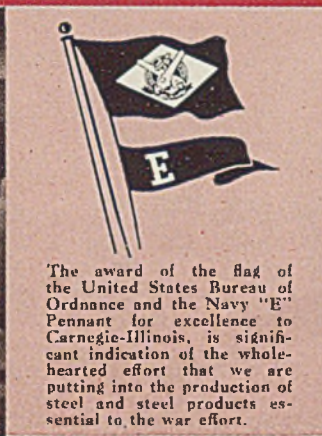 E
The award of the flag of
the United States Bureau of
Ordnance and the Navy "E"
Pennant for excellence to
Carnegie-Illinois, is signifi-
cant indication of the whole-
hearted effort that we are
putting into the production of
steel and steel products es-
sential to the war effort.